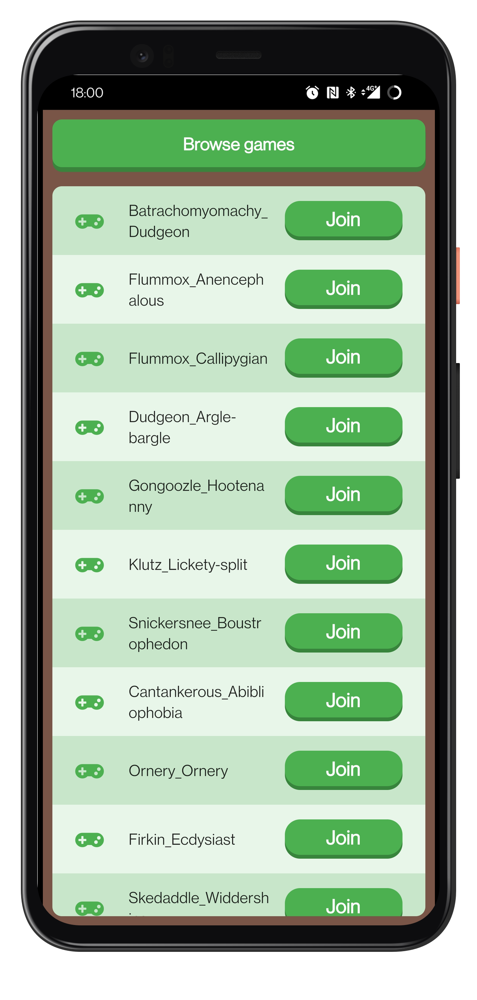 18:00
4G+
Browse games
Batrachomyomachy_
Dudgeon
Join
Flummox_Anenceph
alous
Join
Flummox_Callipygian
Join
Dudgeon_Argle-
bargle
Join
Gongoozle_Hootena
nny
Join
Klutz_Lickety-split
Join
Snickersnee_Boustr
ophedon
Join
Cantankerous_Abibli
ophobia
Join
Ornery_Ornery
Join
Firkin_Ecdysiast
Join
Skedaddle_Widdersh
Join